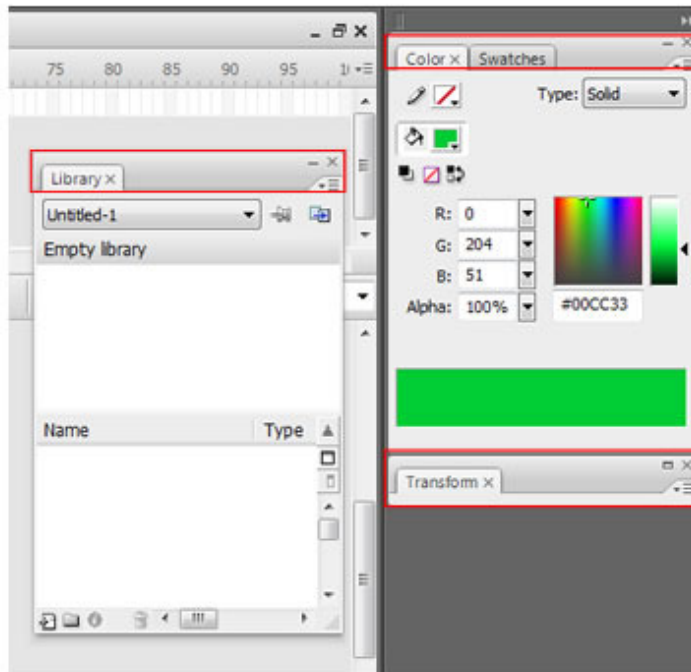 75 80 85 90 95
Library
Untitled-1
Empty library
Name Type
Color Swatches
Type: Solid
R: 0
G: 204
B: 51
Alpha: 100% #00CC33
Transform